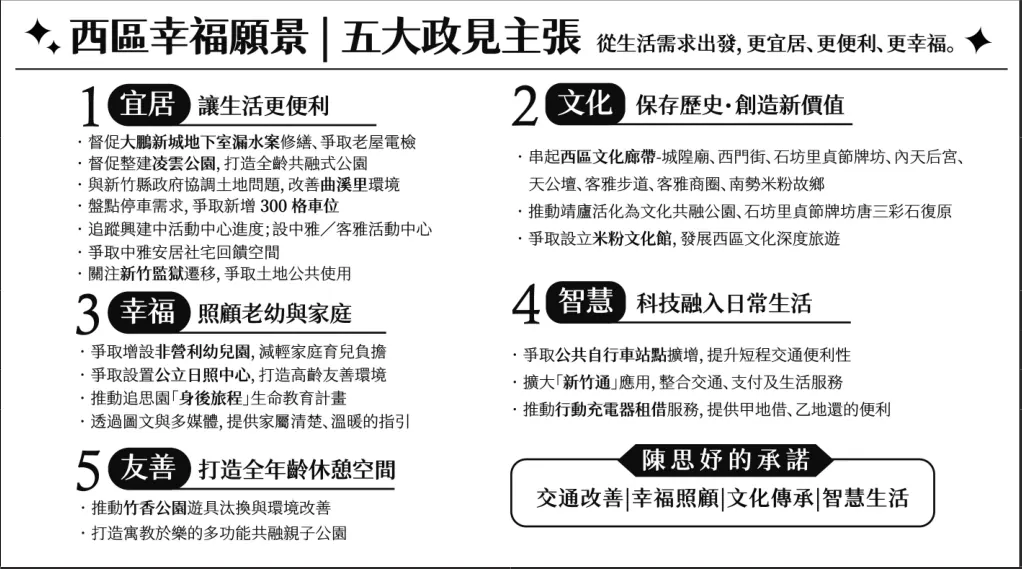 西區幸福願景|五大政見主張 從生活需求出發, 更宜居、更便利、更幸福。
1 宜居 讓生活更便利
·督促大鵬新城地下室漏水案修繕、爭取老屋電檢
·督促整建凌雲公園, 打造全齡共融式公園
·與新竹縣政府協調土地問題, 改善曲溪里環境
·盤點停車需求, 爭取新增 300 格車位
·追蹤興建中活動中心進度; 設中雅／客雅活動中心
·爭取中雅安居社宅回饋空間
·關注新竹監獄遷移, 爭取土地公共使用
2 文化 保存歷史·創造新價值
·串起西區文化廊帶-城隍廟、西門街、石坊里貞節牌坊、內天后宮、
天公壇、客雅步道、客雅商圈、南勢米粉故鄉
·推動靖廬活化為文化共融公園、石坊里貞節牌坊唐三彩石復原
·爭取設立米粉文化館, 發展西區文化深度旅遊
3 幸福 照顧老幼與家庭
·爭取增設非營利幼兒園, 減輕家庭育兒負擔
·爭取設置公立日照中心, 打造高齡友善環境
·推動追思園「身後旅程」生命教育計畫
·透過圖文與多媒體, 提供家屬清楚、溫暖的指引
4 智慧 科技融入日常生活
·爭取公共自行車站點擴增, 提升短程交通便利性
·擴大「新竹通」應用, 整合交通、支付及生活服務
·推動行動充電器租借服務, 提供甲地借、乙地還的便利
5 友善 打造全年齡休憩空間
·推動竹香公園遊具汰換與環境改善
·打造寓教於樂的多功能共融親子公園
陳思妤的承諾
交通改善|幸福照顧|文化傳承|智慧生活